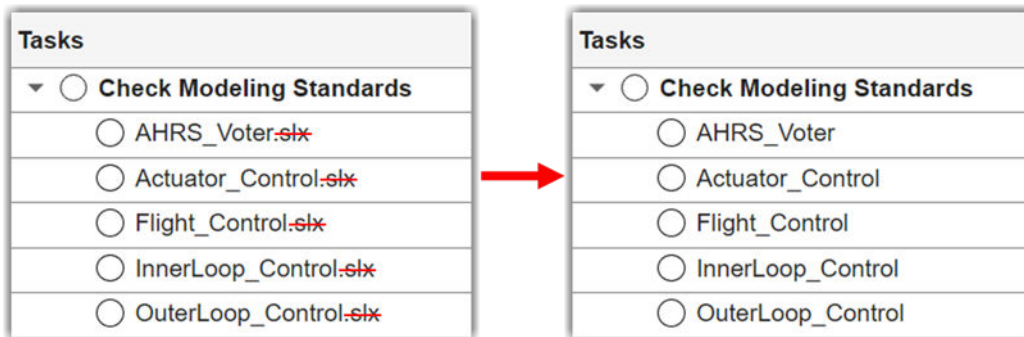 Tasks
Check Modeling Standards
AHRS_Voter.slx
Actuator_Control.slx
Flight_Control.slx
InnerLoop_Control.slx
OuterLoop_Control.slx
Tasks
Check Modeling Standards
AHRS_Voter
Actuator_Control
Flight_Control
InnerLoop_Control
OuterLoop_Control